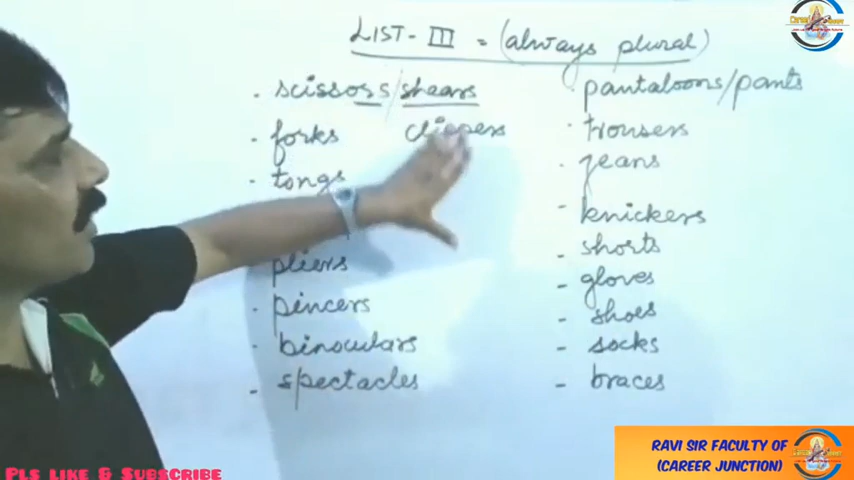 LIST - III = (always plural)
. scissors/shears
. forks clippers
. tongs
pliers
. pincers
. binoculars
. spectacles
. pantaloons/pants
. trousers
. jeans
- knickers
- shorts
- gloves
- shoes
- socks
- braces
RAVI SIR FACULTY OF
(CAREER JUNCTION)
PLS LIKE & SUBSCRIBE